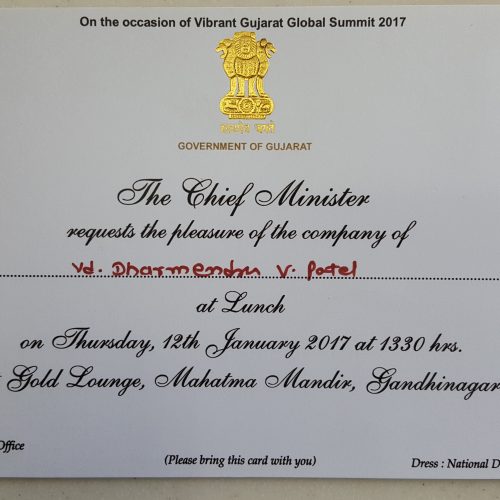 On the occasion of Vibrant Gujarat Global Summit 2017
सत्यमेव जयते
GOVERNMENT OF GUJARAT
The Chief Minister
requests the pleasure of the company of
Vd. Dharmendra V. Patel
at Lunch
on Thursday, 12th January 2017 at 1330 hrs.
Gold Lounge, Mahatma Mandir, Gandhinagar
Office
(Please bring this card with you)
Dress : National D